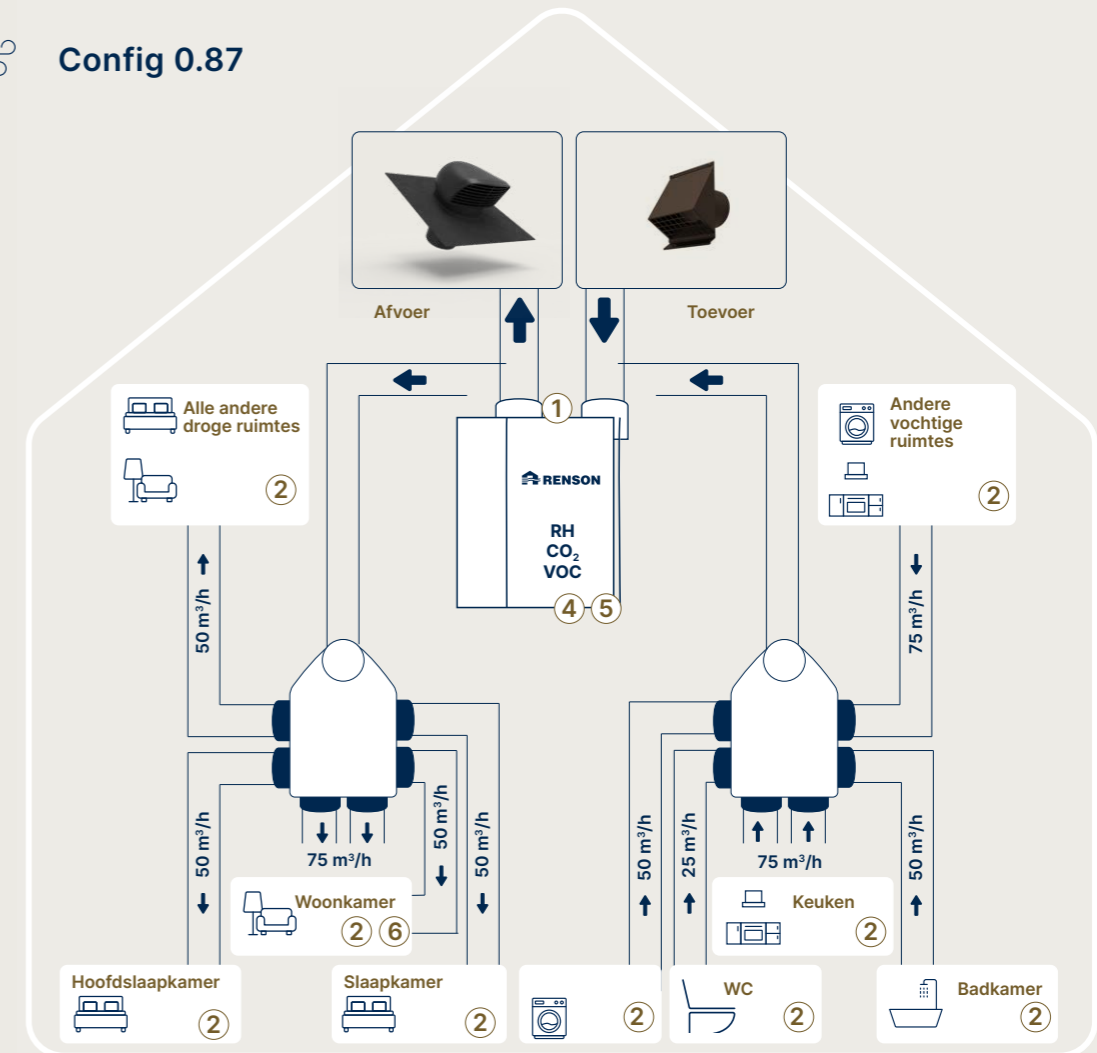 Config 0.87
Afvoer
Toevoer
1
Alle andere
droge ruimtes
2
RENSON
RH
CO₂
VOC
4 5
Andere
vochtige
ruimtes
2
50 m³/h
75 m³/h
50 m³/h
75 m³/h
50 m³/h
50 m³/h
50 m³/h
25 m³/h
75 m³/h
50 m³/h
Woonkamer
2 6
Keuken
2
Hoofdslaapkamer
2
Slaapkamer
2
2
WC
2
Badkamer
2